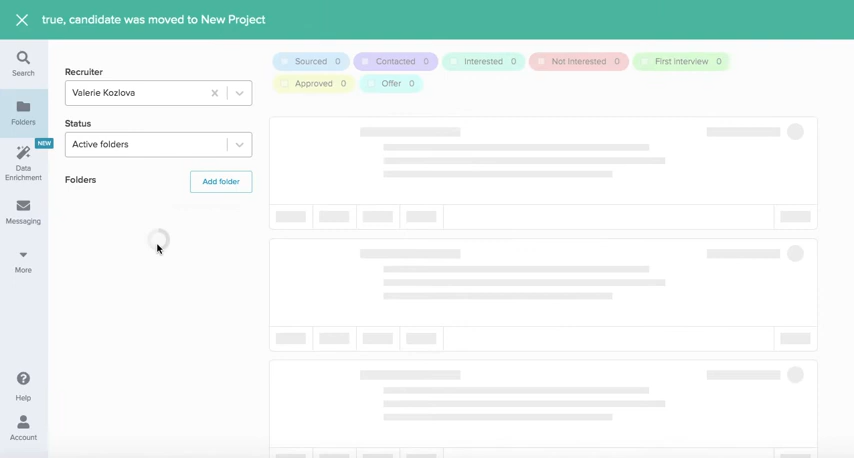 true, candidate was moved to New Project
Search
Folders
NEW
Data
Enrichment
Messaging
More
Help
Account
Recruiter
Valerie Kozlova
Status
Active folders
Folders
Add folder
Sourced 0 Contacted 0 Interested 0 Not Interested 0 First interview 0
Approved 0 Offer 0